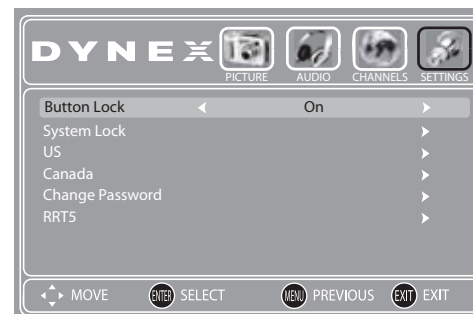 DYNEX
PICTURE AUDIO CHANNELS SETTINGS
Button Lock On
System Lock
US
Canada
Change Password
RRT5
MOVE ENTER SELECT MENU PREVIOUS EXIT EXIT